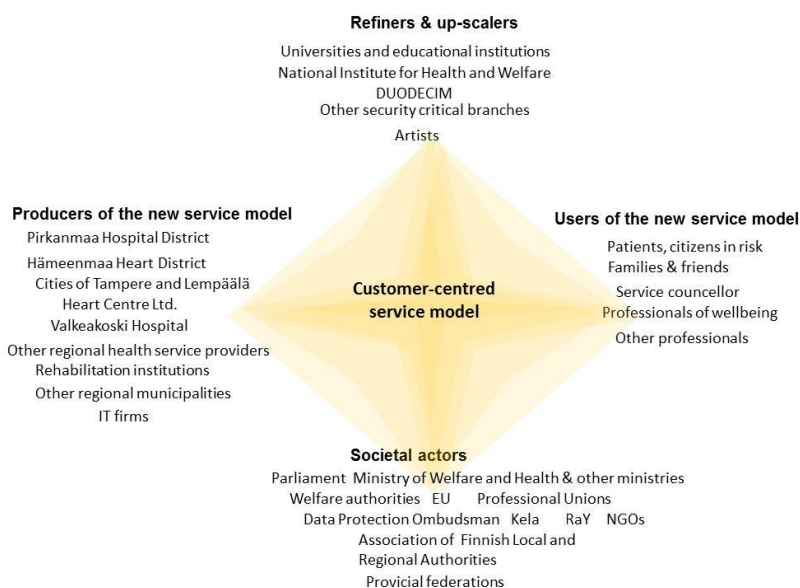 Refiners & up-scalers
Universities and educational institutions
National Institute for Health and Welfare
DUODECIM
Other security critical branches
Artists
Producers of the new service model
Pirkanmaa Hospital District
Hämeenmaa Heart District
Cities of Tampere and Lempäälä
Heart Centre Ltd.
Valkeakoski Hospital
Other regional health service providers
Rehabilitation institutions
Other regional municipalities
IT firms
Customer-centred
service model
Users of the new service model
Patients, citizens in risk
Families & friends
Service councellor
Professionals of wellbeing
Other professionals
Societal actors
Parliament Ministry of Welfare and Health & other ministries
Welfare authorities EU Professional Unions
Data Protection Ombudsman Kela RaY NGOs
Association of Finnish Local and
Regional Authorities
Provicial federations